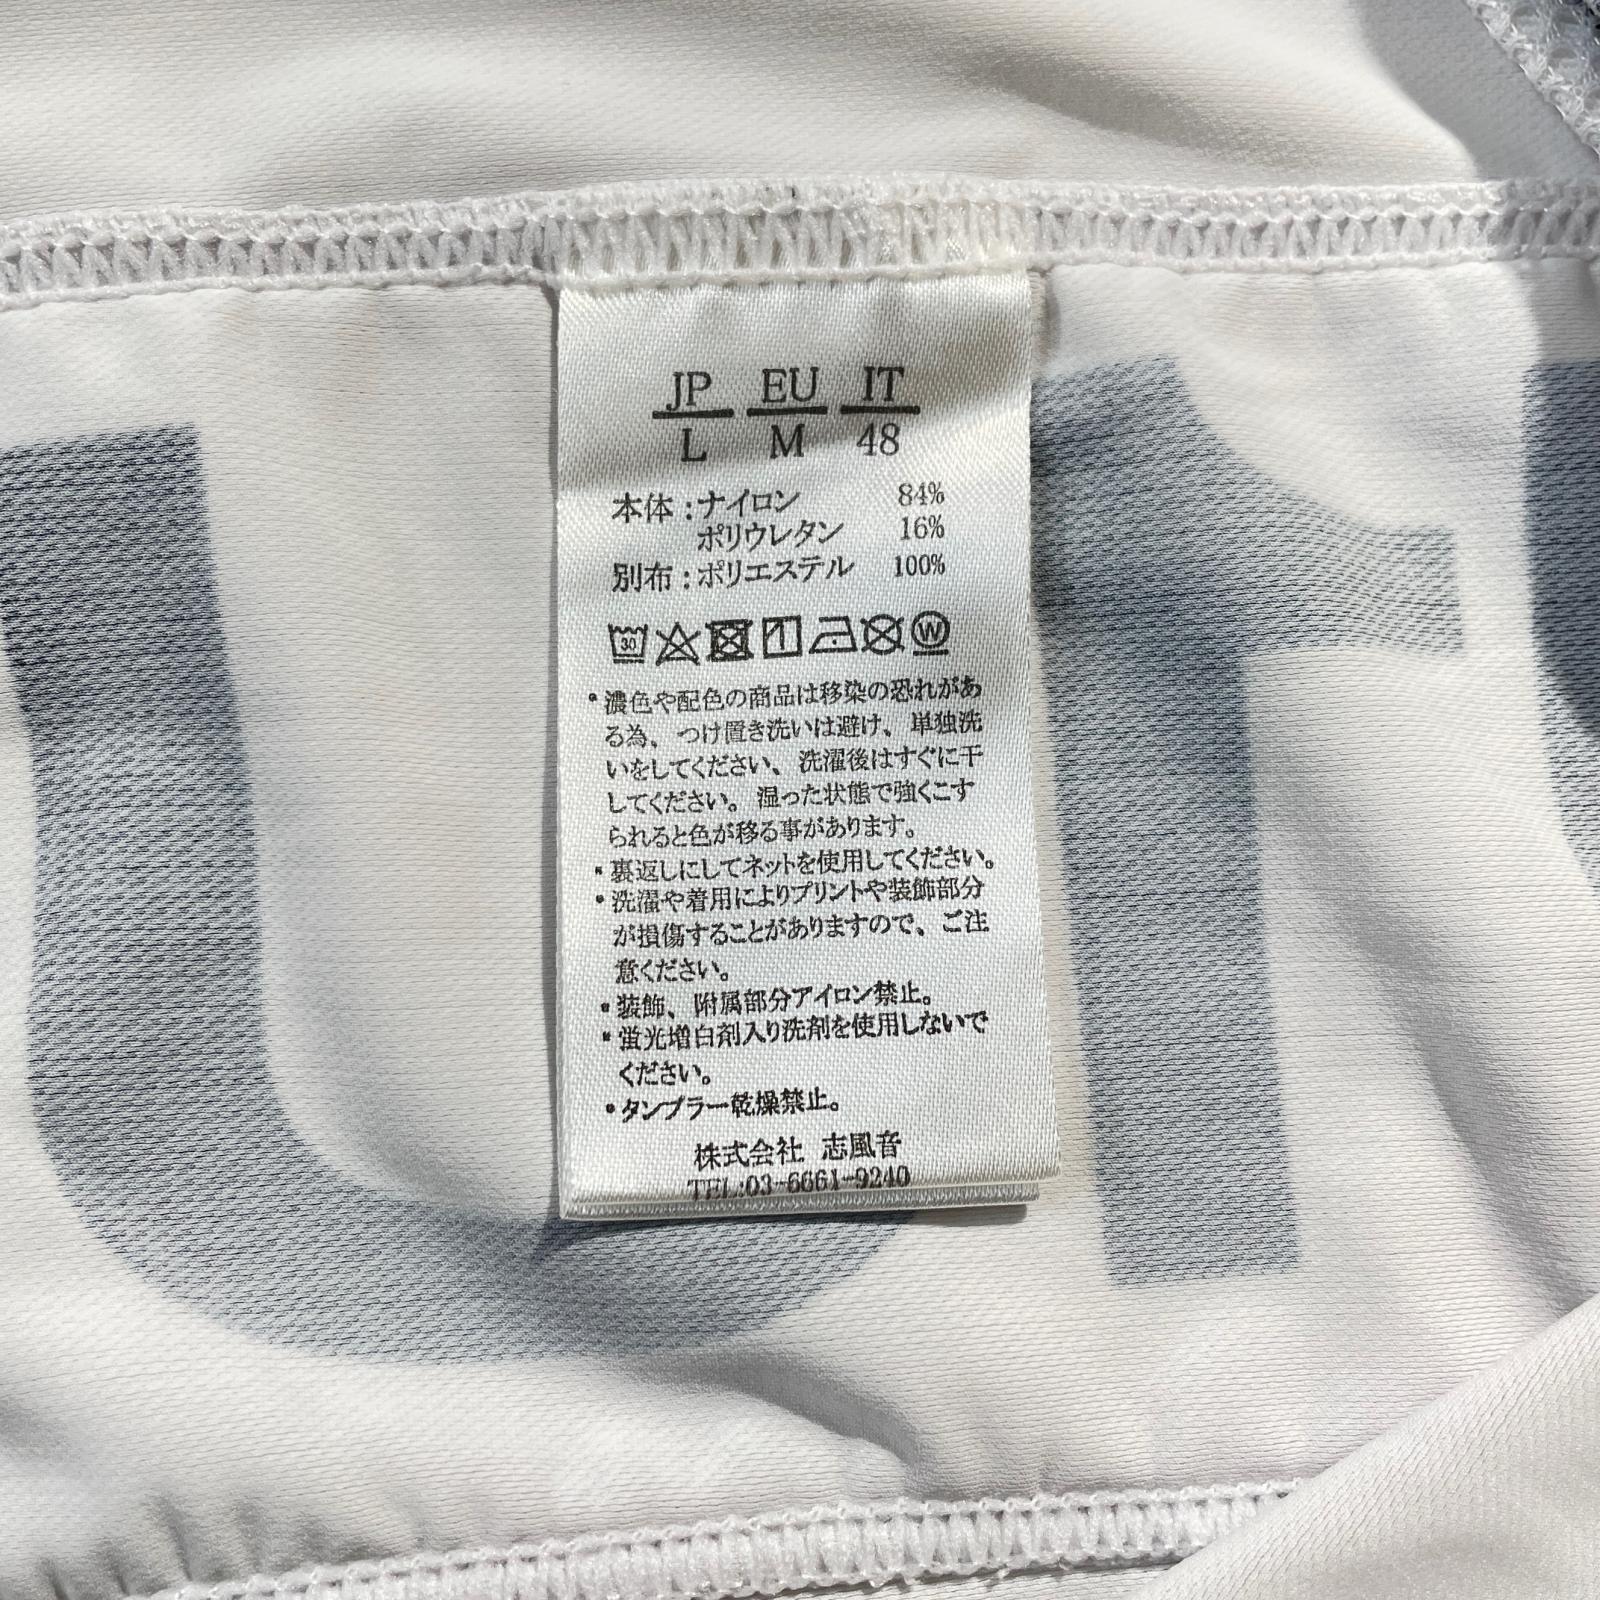 JP EU IT
L M 48
本体：ナイロン 84%
ポリウレタン 16%
別布：ポリエステル 100%
30 W
・濃色や配色の商品は移染の恐れがあ
る為、つけ置き洗いは避け、単独洗
いをしてください、洗濯後はすぐに干
してください。湿った状態で強くこす
られると色が移る事があります。
・裏返しにしてネットを使用してください。
・洗濯や着用によりプリントや装飾部分
が損傷することがありますので、ご注
意ください。
・装飾、附属部分アイロン禁止。
・蛍光増白剤入り洗剤を使用しないで
ください。
・タンブラー乾燥禁止。
株式会社 志風音
TEL:03-6661-9240